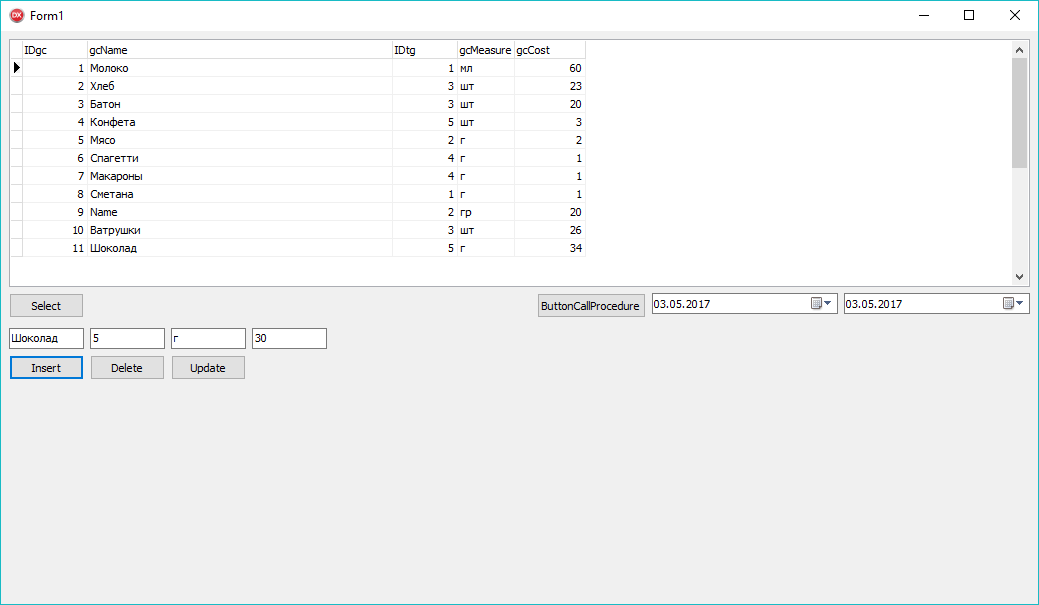 DX Form1
IDgc gcName IDtg gcMeasure gcCost
1 Молоко 1 мл 60
2 Хлеб 3 шт 23
3 Батон 3 шт 20
4 Конфета 5 шт 3
5 Мясо 2 г 2
6 Спагетти 4 г 1
7 Макароны 4 г 1
8 Сметана 1 г 1
9 Name 2 гр 20
10 Ватрушки 3 шт 26
11 Шоколад 5 г 34
Select ButtonCallProcedure 03.05.2017 03.05.2017
Шоколад 5 г 30
Insert Delete Update